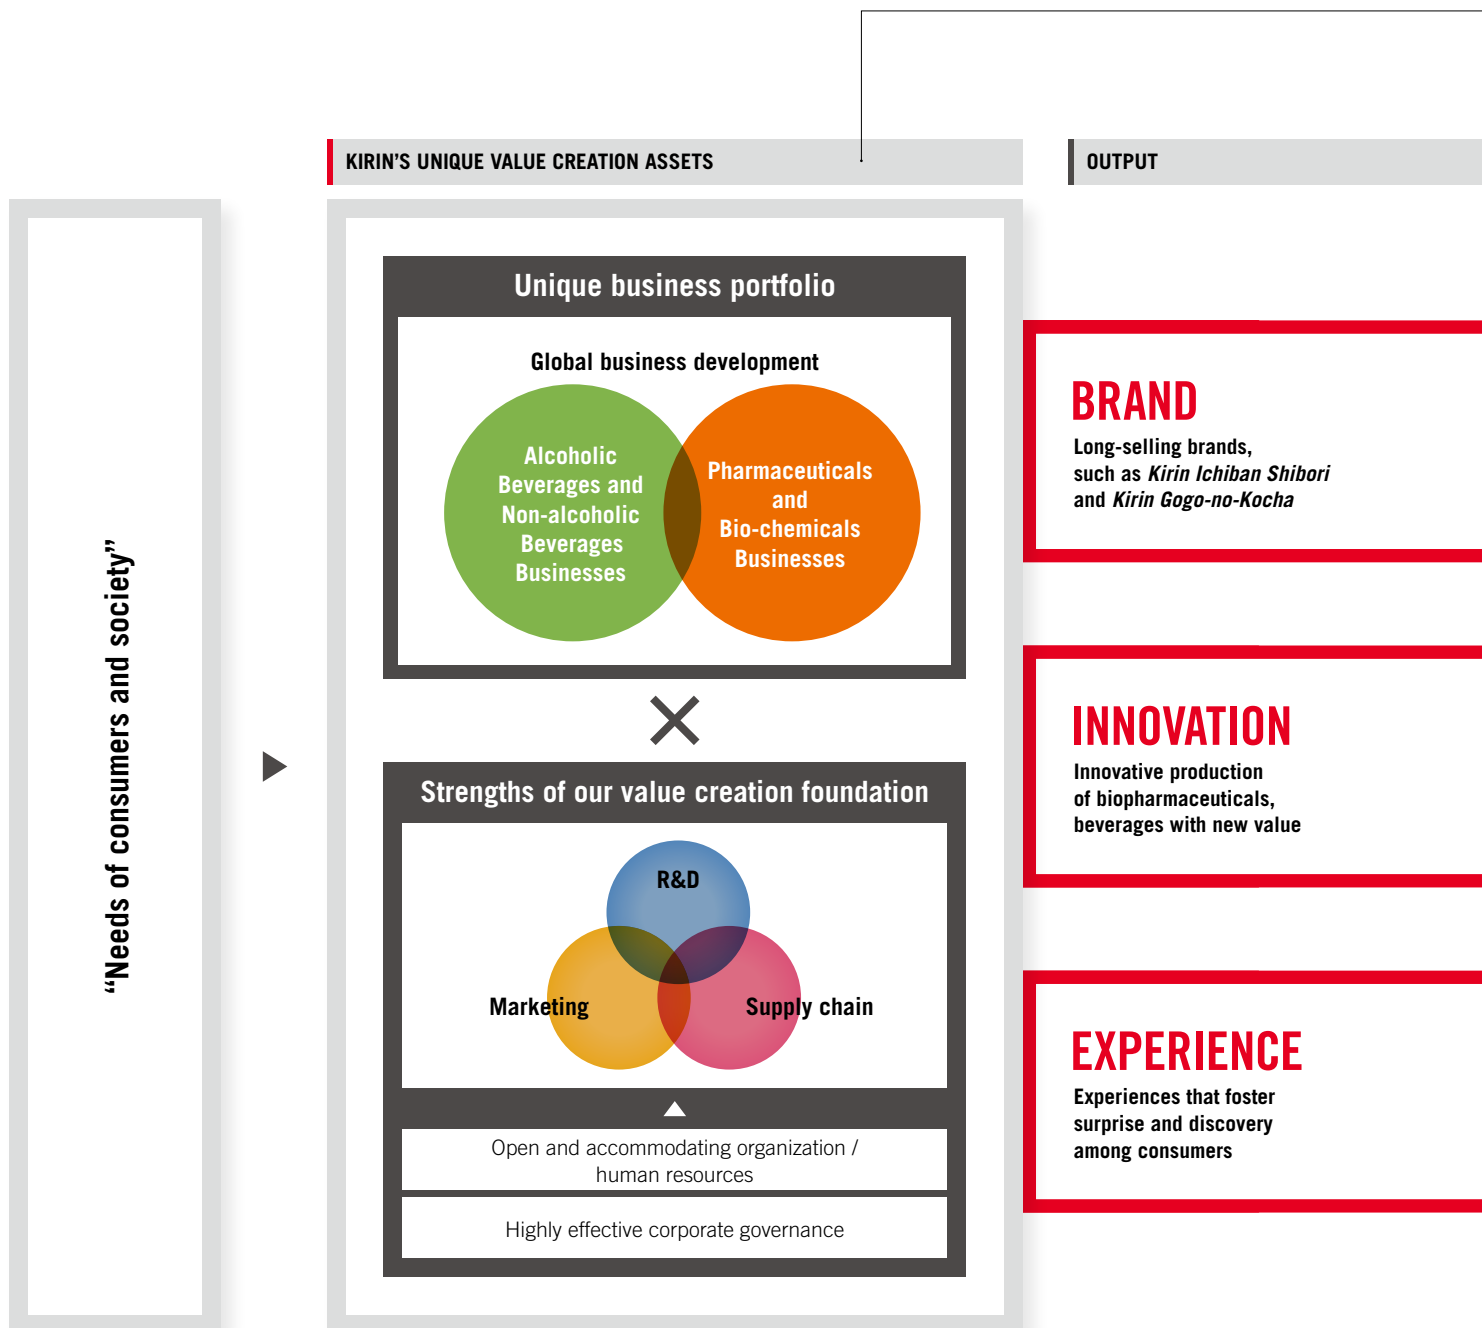 KIRIN'S UNIQUE VALUE CREATION ASSETS
OUTPUT
“Needs of consumers and society”
Unique business portfolio
Global business development
Alcoholic
Beverages and
Non-alcoholic
Beverages
Businesses
Pharmaceuticals
and
Bio-chemicals
Businesses
Strengths of our value creation foundation
R&D
Marketing
Supply chain
Open and accommodating organization /
human resources
Highly effective corporate governance
BRAND
Long-selling brands,
such as Kirin Ichiban Shibori
and Kirin Gogo-no-Kocha
INNOVATION
Innovative production
of biopharmaceuticals,
beverages with new value
EXPERIENCE
Experiences that foster
surprise and discovery
among consumers